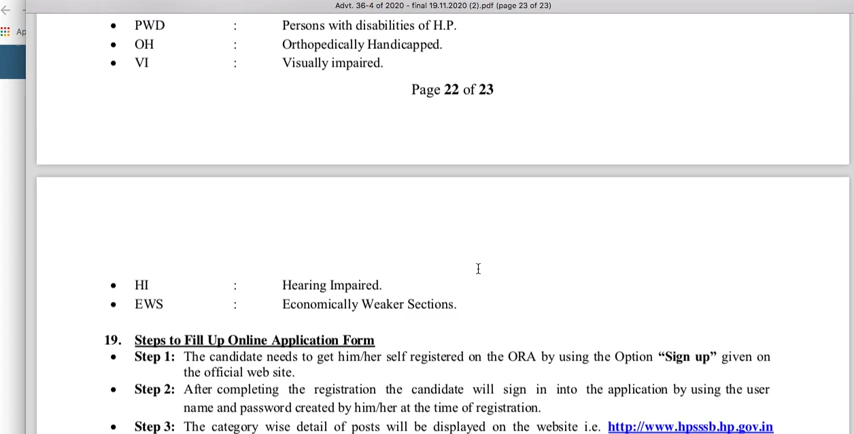 Advt. 36-4 of 2020 - final 19.11.2020 (2).pdf (page 23 of 23)
• PWD : Persons with disabilities of H.P.
• OH : Orthopedically Handicapped.
• VI : Visually impaired.
Page 22 of 23
• HI : Hearing Impaired.
• EWS : Economically Weaker Sections.
19. Steps to Fill Up Online Application Form
• Step 1: The candidate needs to get him/her self registered on the ORA by using the Option “Sign up” given on
the official web site.
• Step 2: After completing the registration the candidate will sign in into the application by using the user
name and password created by him/her at the time of registration.
• Step 3: The category wise detail of posts will be displayed on the website i.e. http://www.hpsssb.hp.gov.in